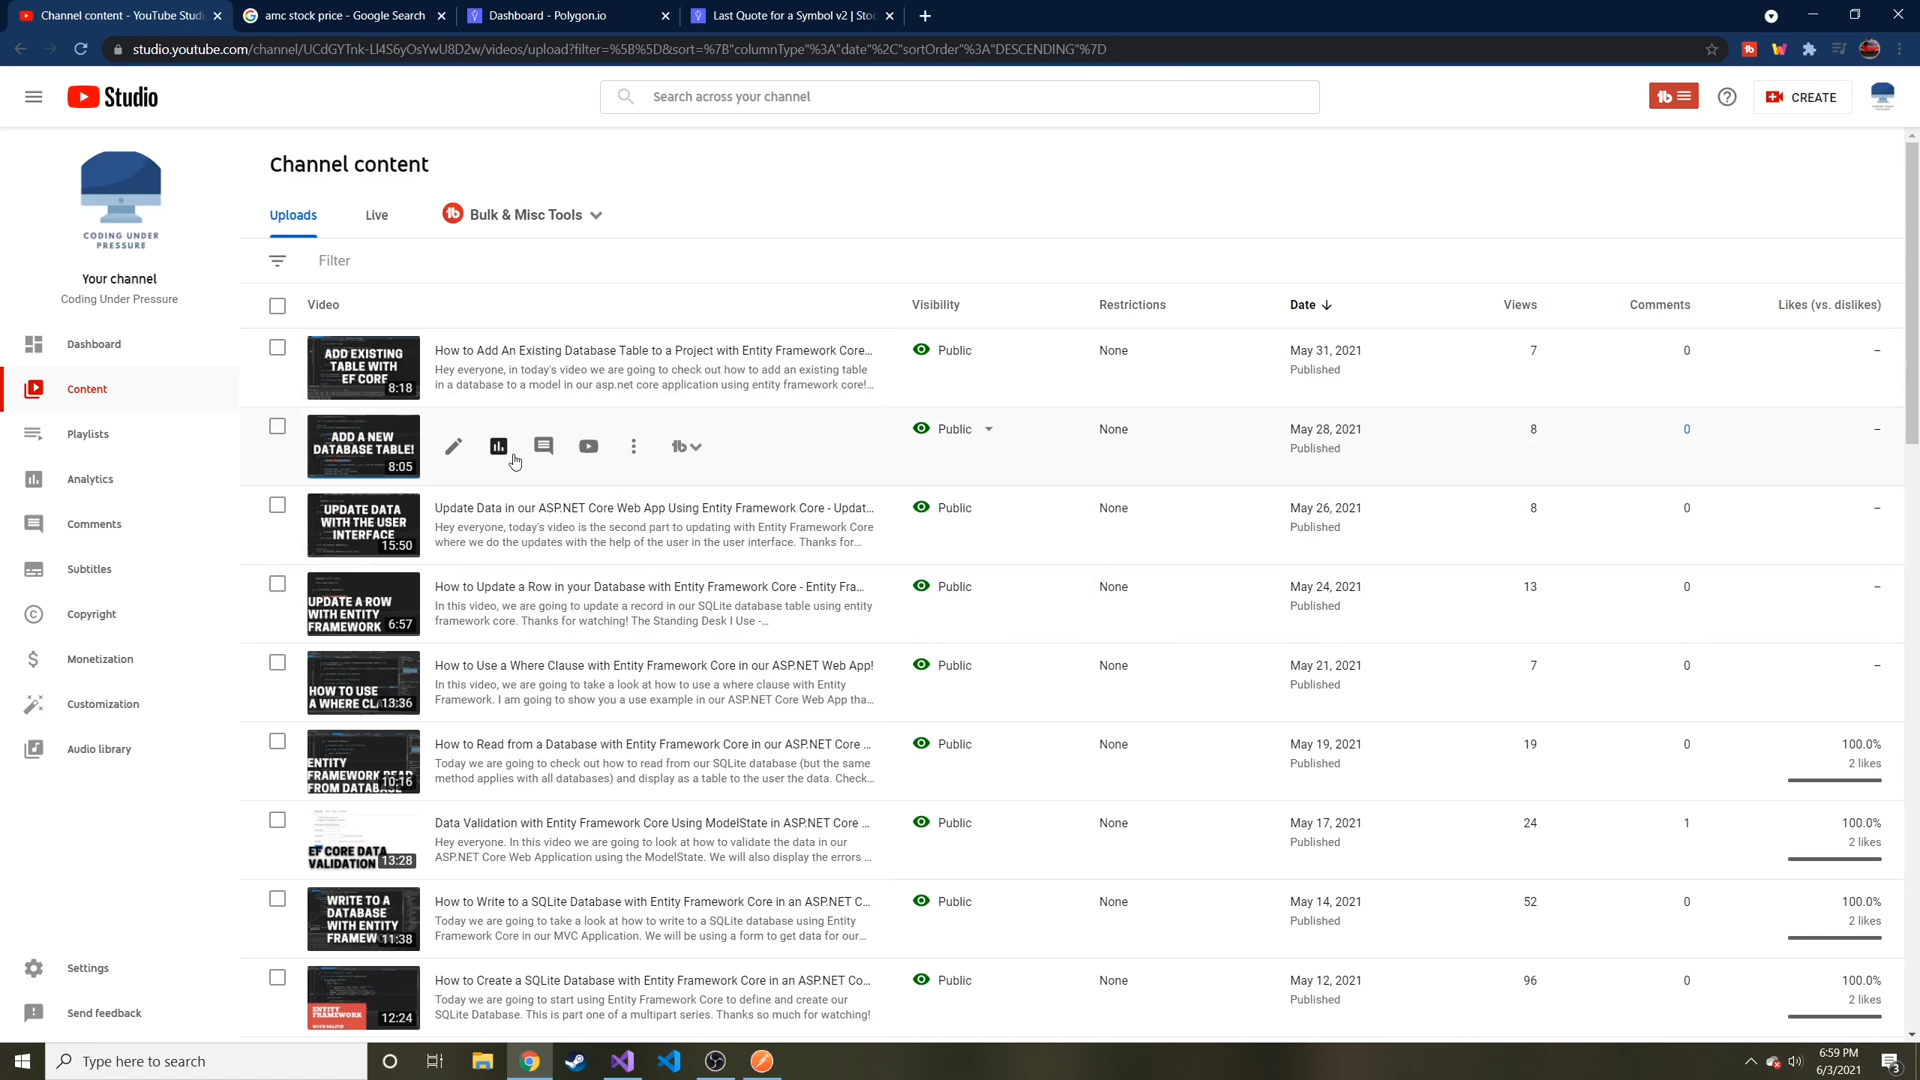 Channel content - YouTube Studi
amc stock price - Google Search
Dashboard - Polygon.io
Last Quote for a Symbol v2 | Stoc
studio.youtube.com/channel/UCdGYTnk-Ll4S6yOsYwU8D2w/videos/upload?filter=%5B%5D&sort=%7B"columnType"%3A"date"%2C"sortOrder"%3A"DESCENDING"%7D
Studio
Search across your channel
CREATE
CODING UNDER
PRESSURE
Your channel
Coding Under Pressure
Dashboard
Content
Playlists
Analytics
Comments
Subtitles
Copyright
Monetization
Customization
Audio library
Settings
Send feedback
Channel content
Uploads
Live
Bulk & Misc Tools
Filter
Video
Visibility
Restrictions
Date
Views
Comments
Likes (vs. dislikes)
ADD EXISTING
TABLE WITH
EF CORE
8:18
How to Add An Existing Database Table to a Project with Entity Framework Core...
Hey everyone, in today's video we are going to check out how to add an existing table
in a database to a model in our asp.net core application using entity framework core!...
Public
None
May 31, 2021
Published
7
0
–
ADD A NEW
DATABASE TABLE!
8:05
Public
None
May 28, 2021
Published
8
0
–
UPDATE DATA
WITH THE USER
INTERFACE
15:50
Update Data in our ASP.NET Core Web App Using Entity Framework Core - Updat...
Hey everyone, today's video is the second part to updating with Entity Framework Core
where we do the updates with the help of the user in the user interface. Thanks for...
Public
None
May 26, 2021
Published
8
0
–
UPDATE A ROW
WITH ENTITY
FRAMEWORK
6:57
How to Update a Row in your Database with Entity Framework Core - Entity Fra...
In this video, we are going to update a record in our SQLite database table using entity
framework core. Thanks for watching! The Standing Desk I Use -...
Public
None
May 24, 2021
Published
13
0
–
HOW TO USE
A WHERE CLA
13:36
How to Use a Where Clause with Entity Framework Core in our ASP.NET Web App!
In this video, we are going to take a look at how to use a where clause with Entity
Framework. I am going to show you a use example in our ASP.NET Core Web App tha...
Public
None
May 21, 2021
Published
7
0
–
ENTITY
FRAMEWORK READ
FROM DATABASE
10:16
How to Read from a Database with Entity Framework Core in our ASP.NET Core ...
Today we are going to check out how to read from our SQLite database (but the same
method applies with all databases) and display as a table to the user the data. Check...
Public
None
May 19, 2021
Published
19
0
100.0%
2 likes
EF CORE DATA
VALIDATION
13:28
Data Validation with Entity Framework Core Using ModelState in ASP.NET Core ...
Hey everyone. In this video we are going to look at how to validate the data in our
ASP.NET Core Web Application using the ModelState. We will also display the errors ...
Public
None
May 17, 2021
Published
24
1
100.0%
2 likes
WRITE TO A
DATABASE
WITH ENTITY
FRAMEW
11:38
How to Write to a SQLite Database with Entity Framework Core in an ASP.NET C...
Today we are going to take a look at how to write to a SQLite database using Entity
Framework Core in our MVC Application. We will be using a form to get data for our...
Public
None
May 14, 2021
Published
52
0
100.0%
2 likes
ENTITY
FRAMEWORK
WITH SQLITE
12:24
How to Create a SQLite Database with Entity Framework Core in an ASP.NET Co...
Today we are going to start using Entity Framework Core to define and create our
SQLite Database. This is part one of a multipart series. Thanks so much for watching!
Public
None
May 12, 2021
Published
96
0
100.0%
2 likes
Type here to search
6:59 PM
6/3/2021
3